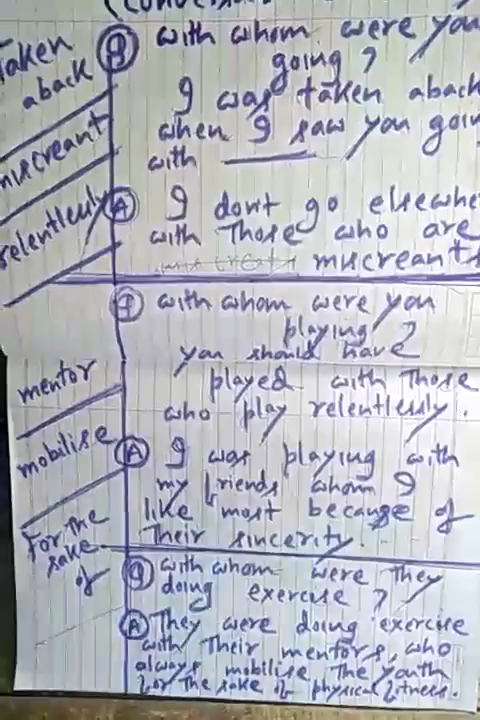 Taken
aback
miscreant
relentlessly
Q with whom were you
going ?
I was taken aback
when I saw you goin
with
A I dont go elsewhe
with Those who are
miscreants
Q with whom were you
playing ?
you should have
played with Those
who play relentlessly.
mentor
mobilise
For the
sake
of
A I was playing with
my friends whom I
like most because of
Their sincerity.
Q with whom were They
doing exercise ?
A They were doing exercise
with Their mentors, who
always mobilise The youth
for The sake of physical fitness.